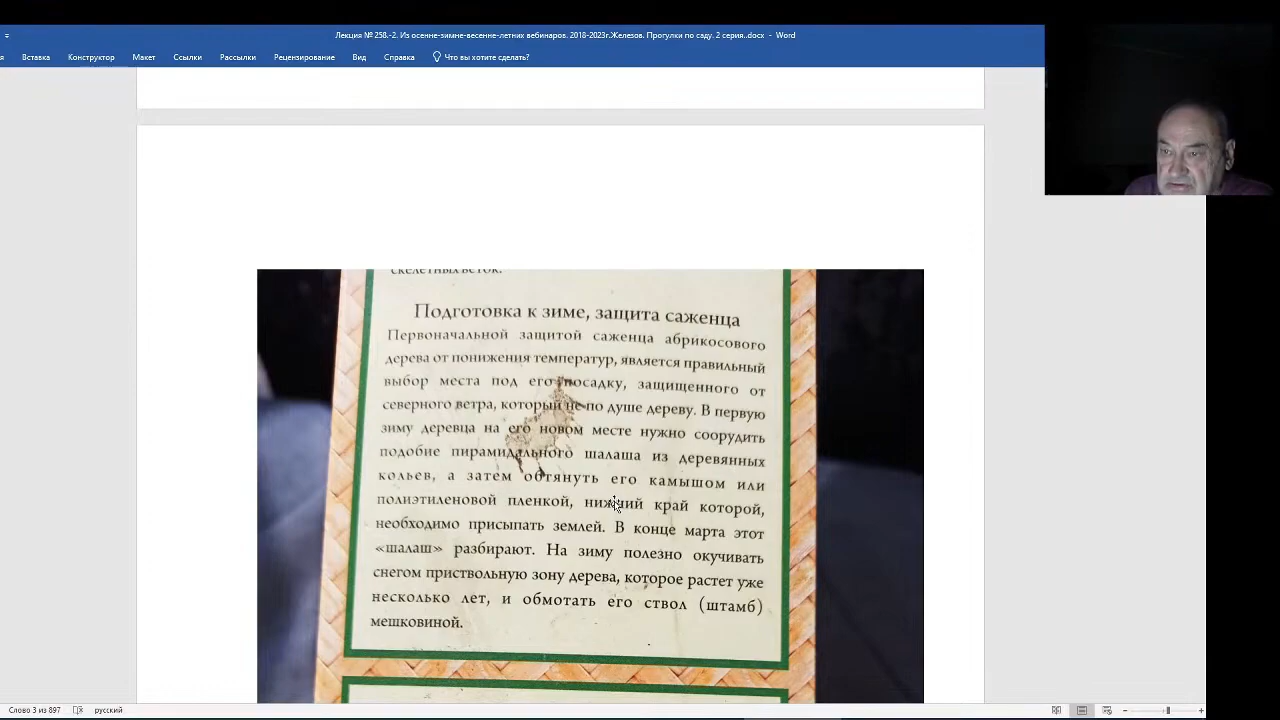 Лекция № 258.-2. Из осенне-зимне-весенне-летних вебинаров. 2018-2023г.Железов. Прогулки по саду. 2 серия..docx - Word
я Вставка Конструктор Макет Ссылки Рассылки Рецензирование Вид Справка Что вы хотите сделать?
скелетных веток.
Подготовка к зиме, защита саженца
Первоначальной защитой саженца абрикосового
дерева от понижения температур, является правильный
выбор места под его посадку, защищенного от
северного ветра, который не по душе дереву. В первую
зиму деревца на его новом месте нужно соорудить
подобие пирамидального шалаша из деревянных
кольев, а затем обтянуть его камышом или
полиэтиленовой пленкой, нижний край которой,
необходимо присыпать землей. В конце марта этот
«шалаш» разбирают. На зиму полезно окучивать
снегом приствольную зону дерева, которое растет уже
несколько лет, и обмотать его ствол (штамб)
мешковиной.
Слово 3 из 897 русский